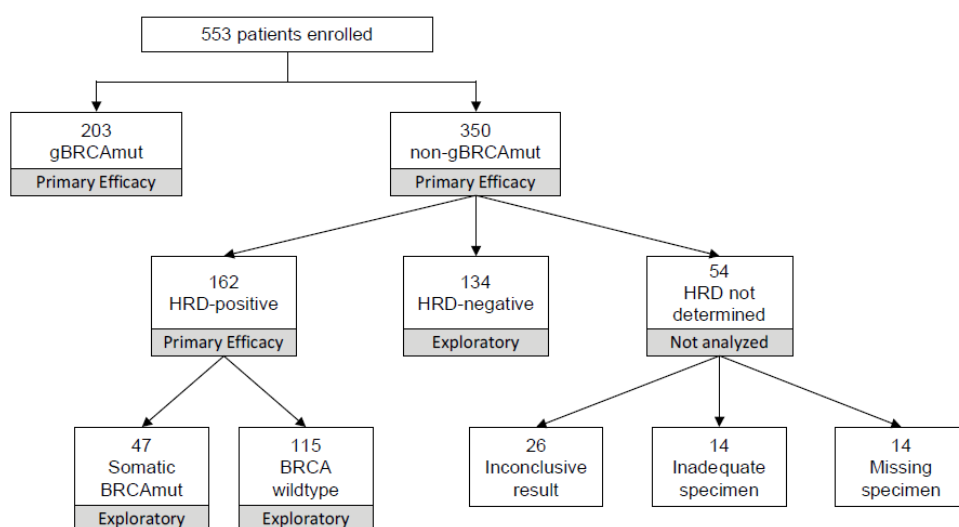 553 patients enrolled
203
gBRCAmut
Primary Efficacy
350
non-gBRCAmut
Primary Efficacy
162
HRD-positive
Primary Efficacy
134
HRD-negative
Exploratory
54
HRD not
determined
Not analyzed
47
Somatic
BRCAmut
Exploratory
115
BRCA
wildtype
Exploratory
26
Inconclusive
result
14
Inadequate
specimen
14
Missing
specimen